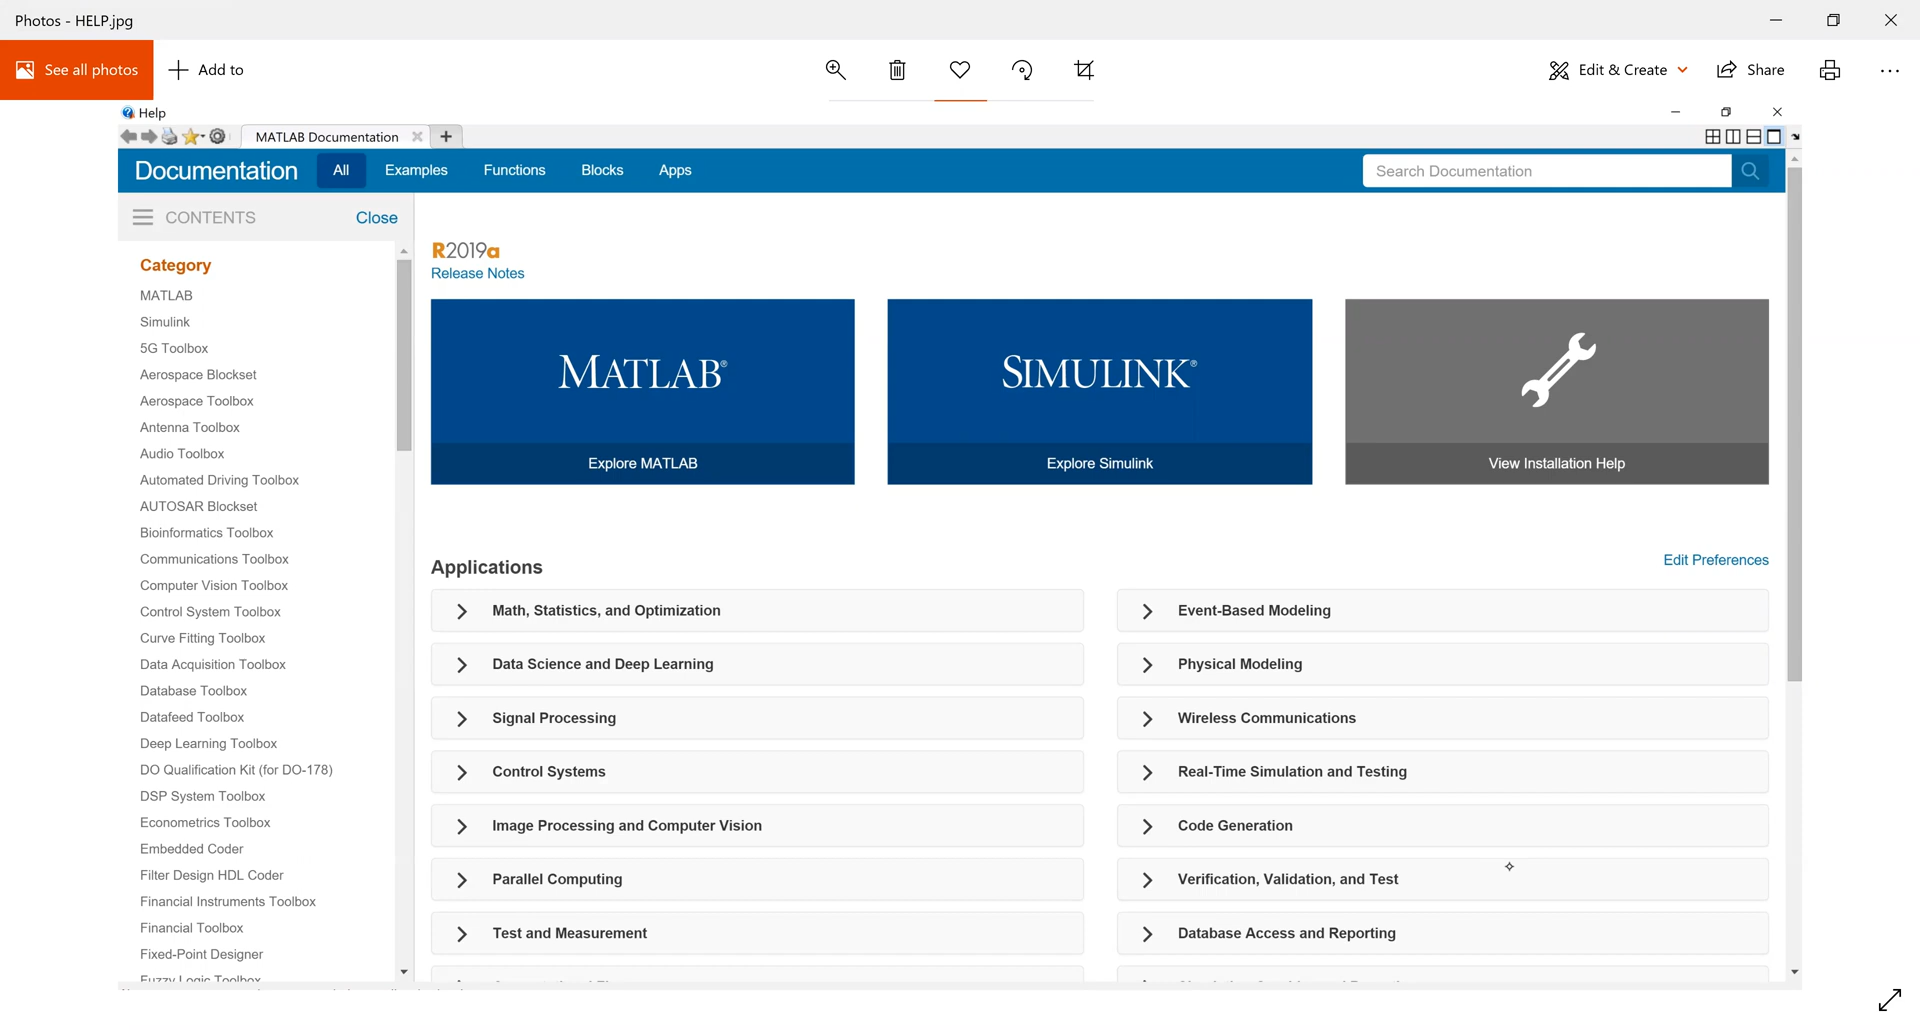 Photos - HELP.jpg
See all photos
Add to
Edit & Create
Share
Help
MATLAB Documentation
Documentation
All
Examples
Functions
Blocks
Apps
Search Documentation
CONTENTS
Close
Category
MATLAB
Simulink
5G Toolbox
Aerospace Blockset
Aerospace Toolbox
Antenna Toolbox
Audio Toolbox
Automated Driving Toolbox
AUTOSAR Blockset
Bioinformatics Toolbox
Communications Toolbox
Computer Vision Toolbox
Control System Toolbox
Curve Fitting Toolbox
Data Acquisition Toolbox
Database Toolbox
Datafeed Toolbox
Deep Learning Toolbox
DO Qualification Kit (for DO-178)
DSP System Toolbox
Econometrics Toolbox
Embedded Coder
Filter Design HDL Coder
Financial Instruments Toolbox
Financial Toolbox
Fixed-Point Designer
Fuzzy Logic Toolbox
R2019a
Release Notes
MATLAB®
Explore MATLAB
SIMULINK®
Explore Simulink
View Installation Help
Applications
Edit Preferences
Math, Statistics, and Optimization
Data Science and Deep Learning
Signal Processing
Control Systems
Image Processing and Computer Vision
Parallel Computing
Test and Measurement
Event-Based Modeling
Physical Modeling
Wireless Communications
Real-Time Simulation and Testing
Code Generation
Verification, Validation, and Test
Database Access and Reporting